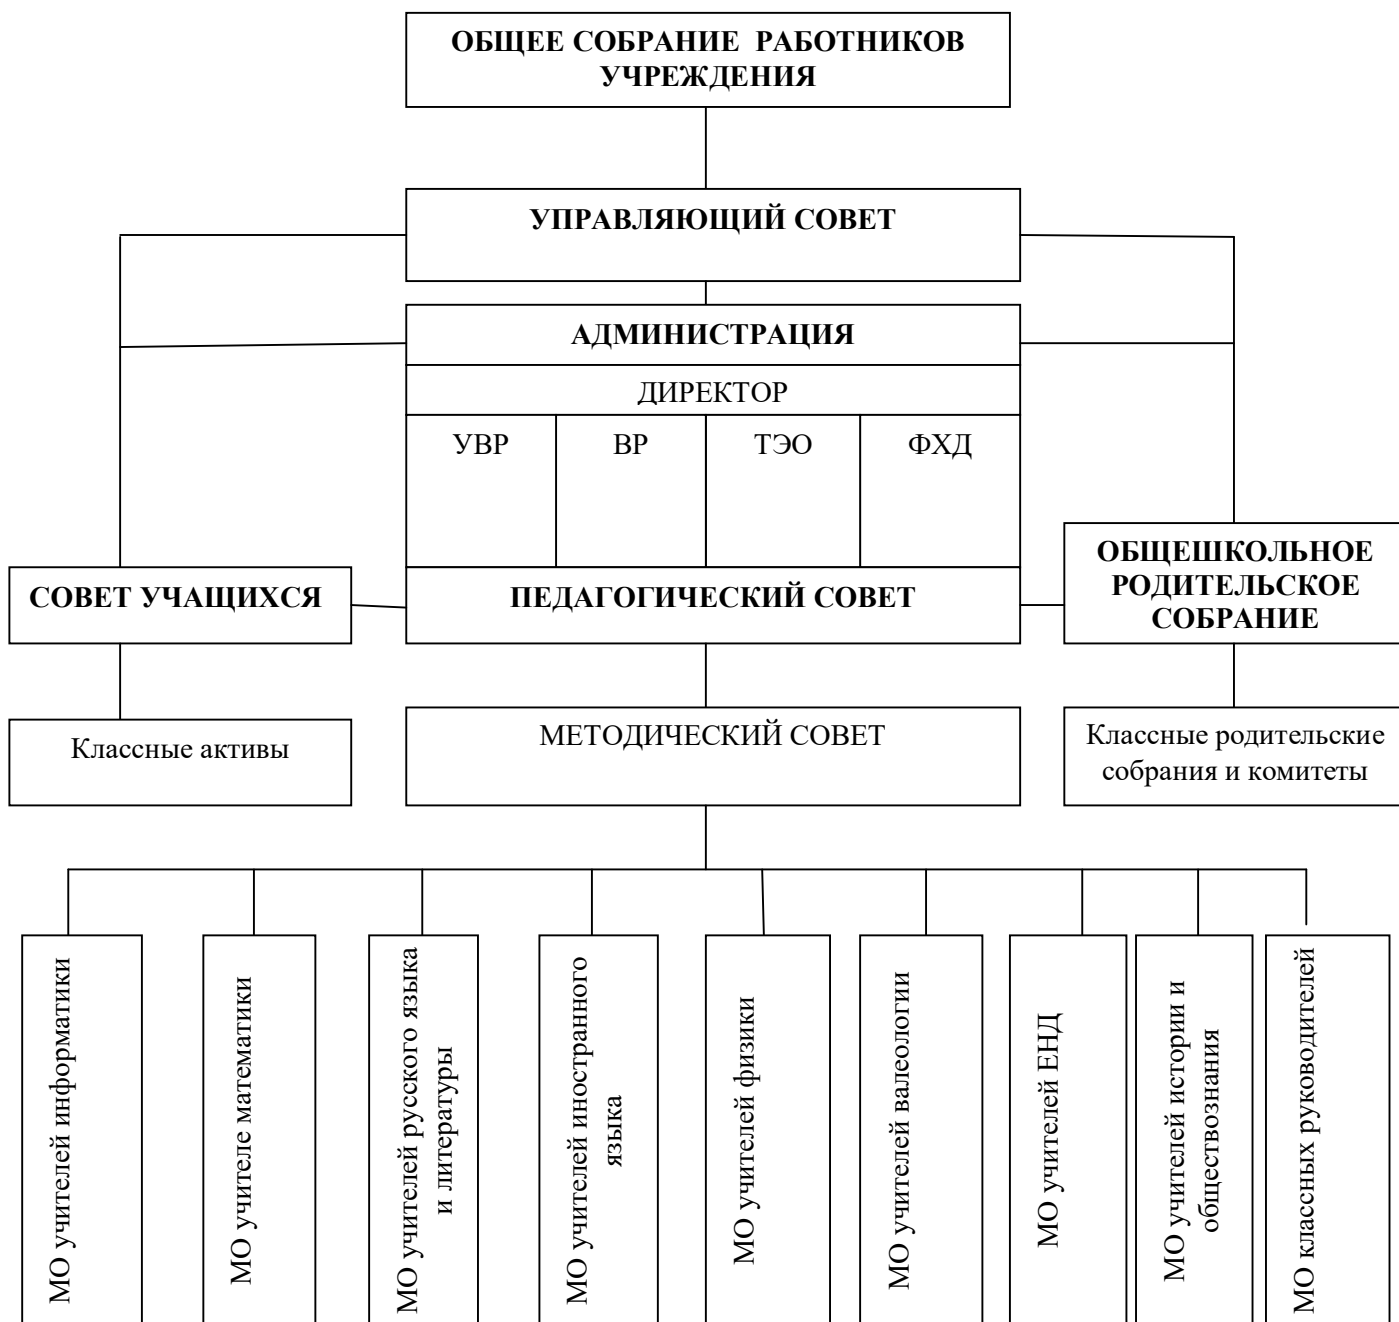 ОБЩЕЕ СОБРАНИЕ РАБОТНИКОВ
УЧРЕЖДЕНИЯ
УПРАВЛЯЮЩИЙ СОВЕТ
АДМИНИСТРАЦИЯ
ДИРЕКТОР
УВР
ВР
ТЭО
ФХД
СОВЕТ УЧАЩИХСЯ
ПЕДАГОГИЧЕСКИЙ СОВЕТ
ОБЩЕШКОЛЬНОЕ
РОДИТЕЛЬСКОЕ
СОБРАНИЕ
Классные активы
МЕТОДИЧЕСКИЙ СОВЕТ
Классные родительские
собрания и комитеты
МО учителей информатики
МО учителе математики
МО учителей русского языка
и литературы
МО учителей иностранного
языка
МО учителей физики
МО учителей валеологии
МО учителей ЕНД
МО учителей истории и
обществознания
МО классных руководителей